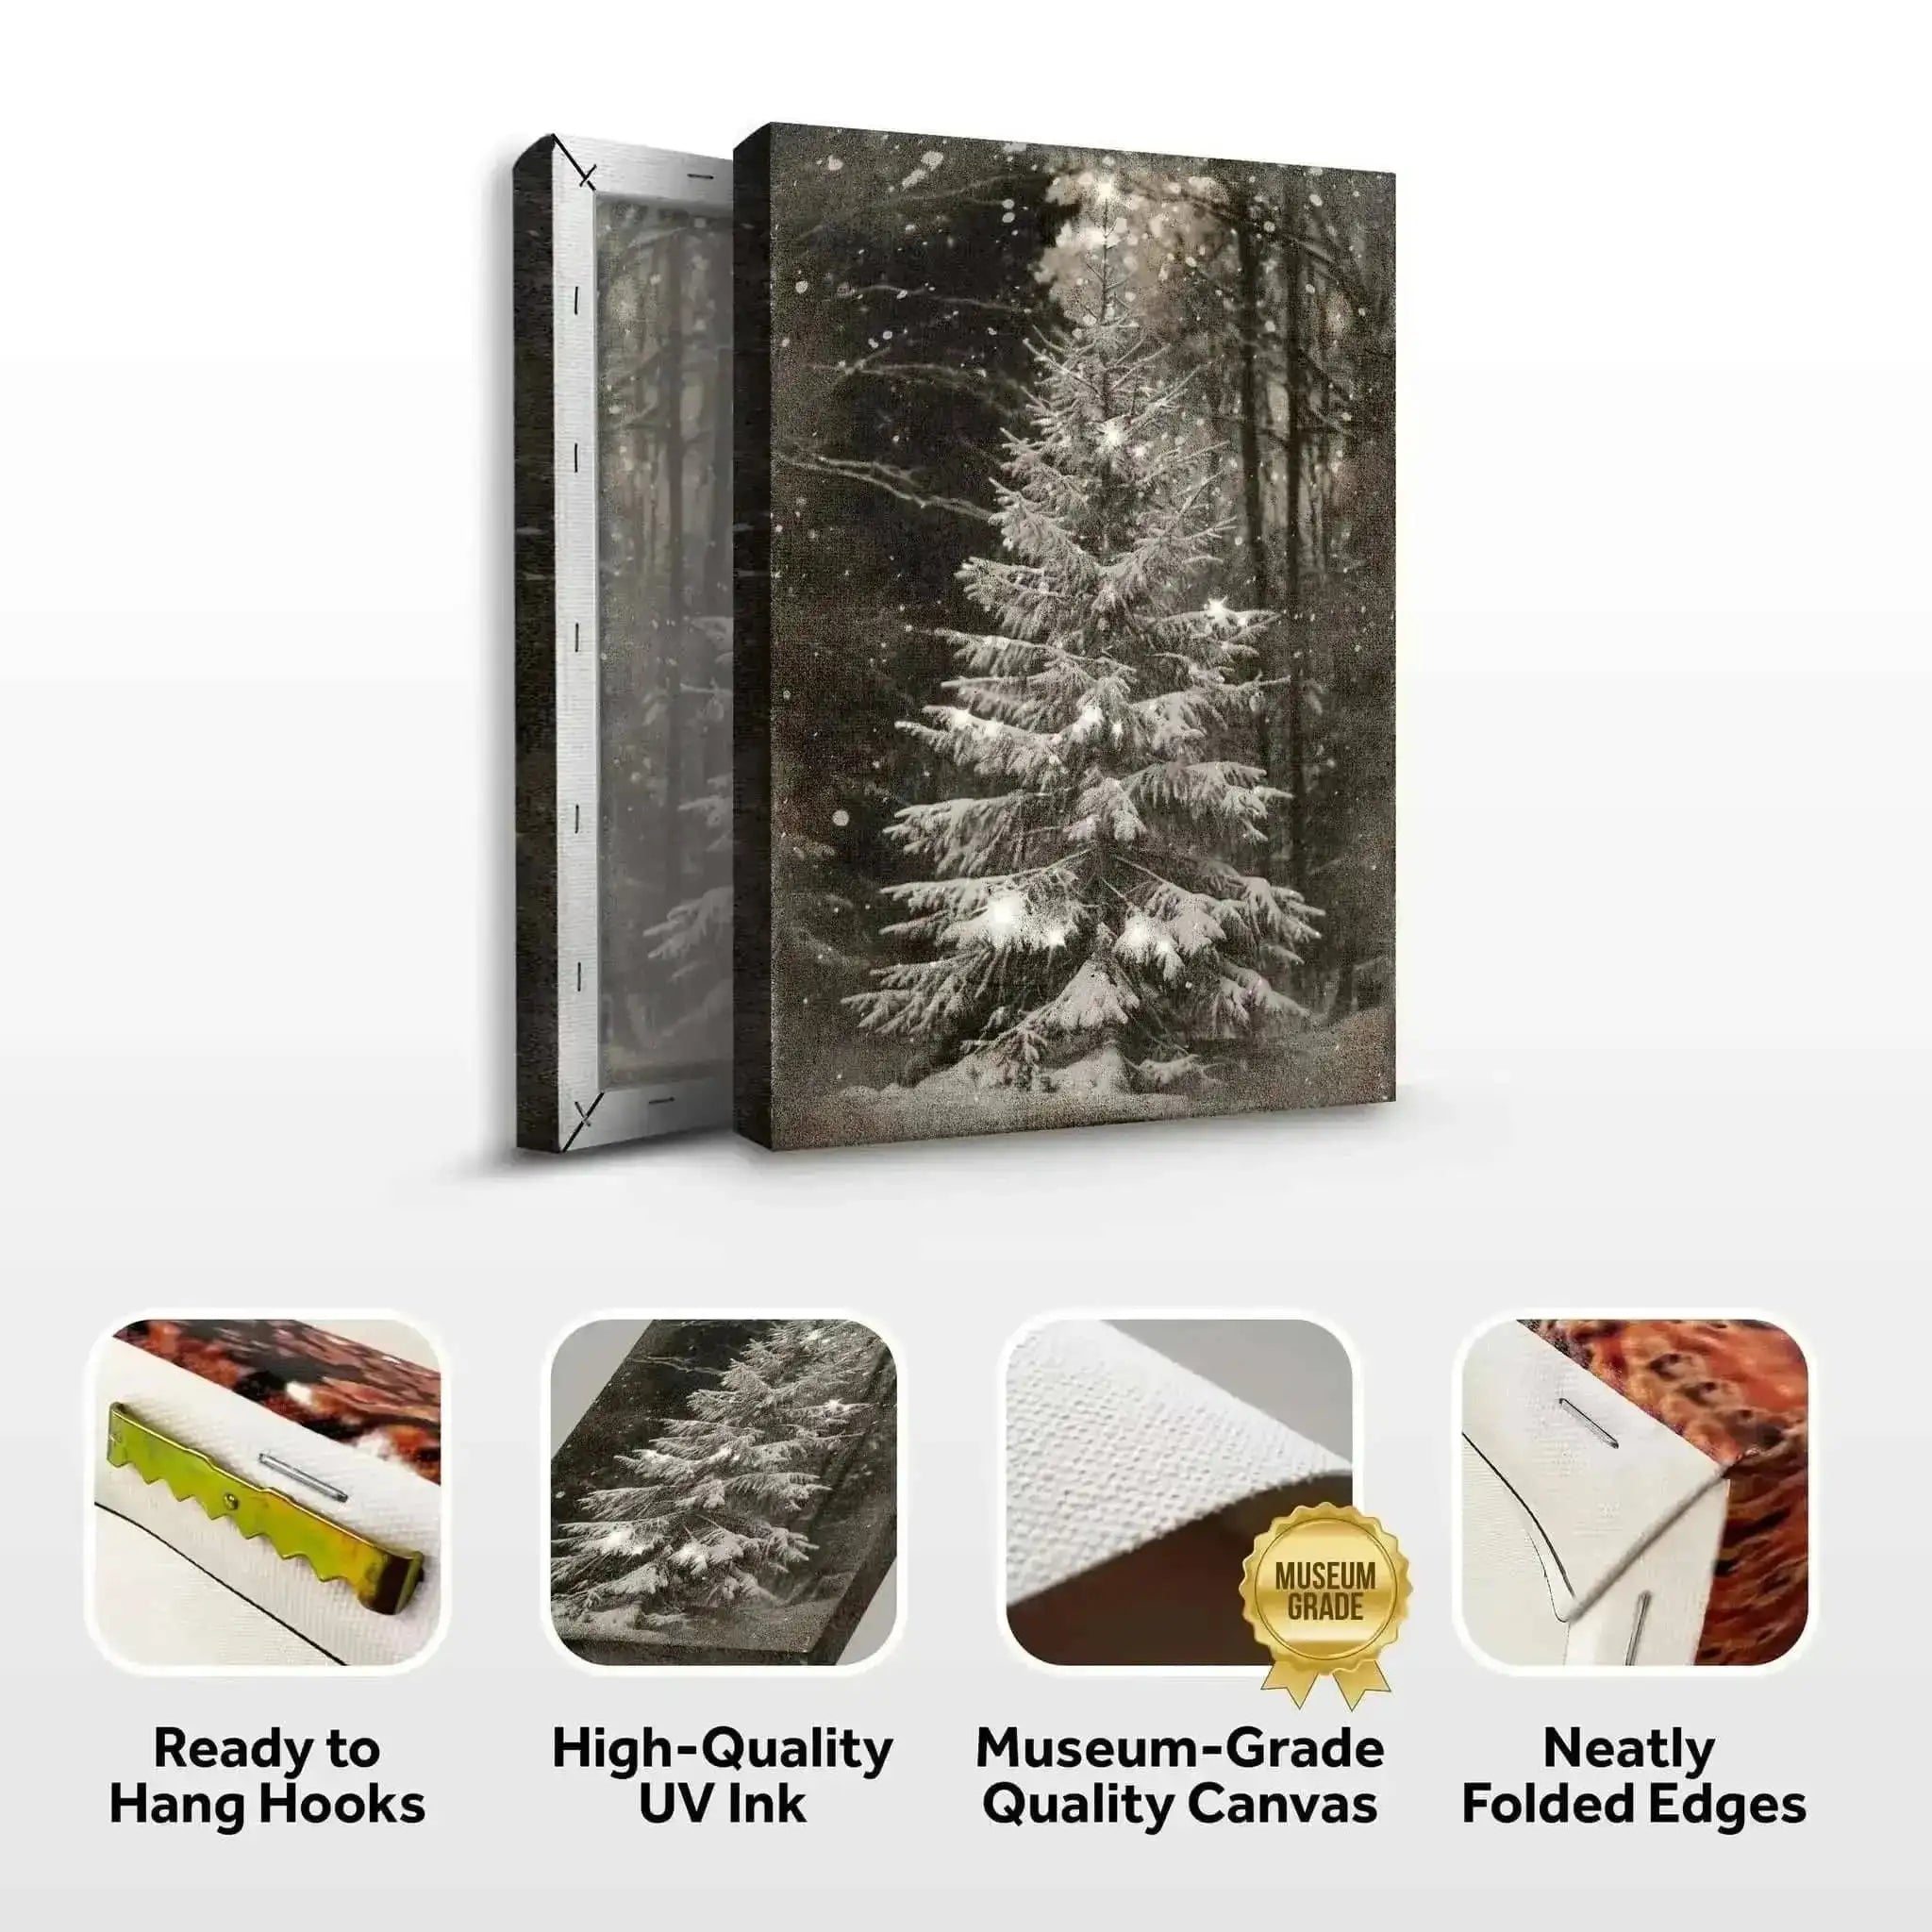 MUSEUM
GRADE
Ready to
Hang Hooks
High-Quality
UV Ink
Museum-Grade
Quality Canvas
Neatly
Folded Edges